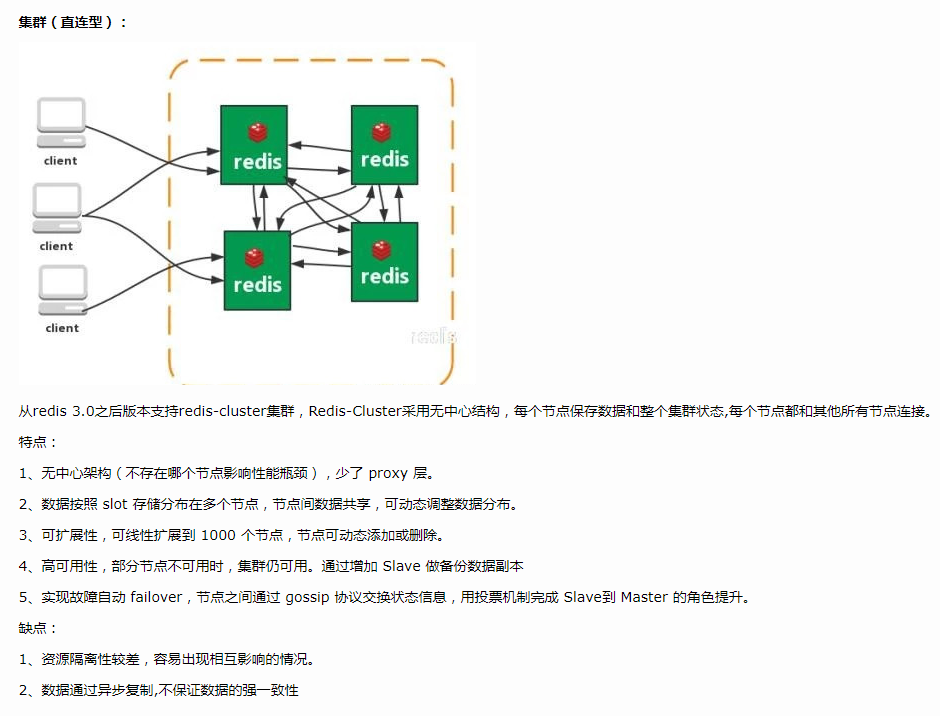 集群（直连型）：
client
client
client
redis
redis
redis
redis
redis
从redis 3.0之后版本支持redis-cluster集群，Redis-Cluster采用无中心结构，每个节点保存数据和整个集群状态,每个节点都和其他所有节点连接。
特点：
1、无中心架构（不存在哪个节点影响性能瓶颈），少了 proxy 层。
2、数据按照 slot 存储分布在多个节点，节点间数据共享，可动态调整数据分布。
3、可扩展性，可线性扩展到 1000 个节点，节点可动态添加或删除。
4、高可用性，部分节点不可用时，集群仍可用。通过增加 Slave 做备份数据副本
5、实现故障自动 failover，节点之间通过 gossip 协议交换状态信息，用投票机制完成 Slave到 Master 的角色提升。
缺点：
1、资源隔离性较差，容易出现相互影响的情况。
2、数据通过异步复制,不保证数据的强一致性